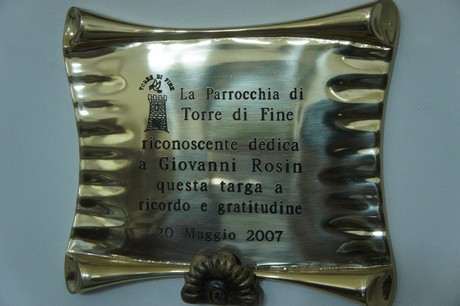 TORRE DI FINE
La Parrocchia di
Torre di Fine
riconoscente dedica
a Giovanni Rosin
questa targa a
ricordo e gratitudine
20 Maggio 2007